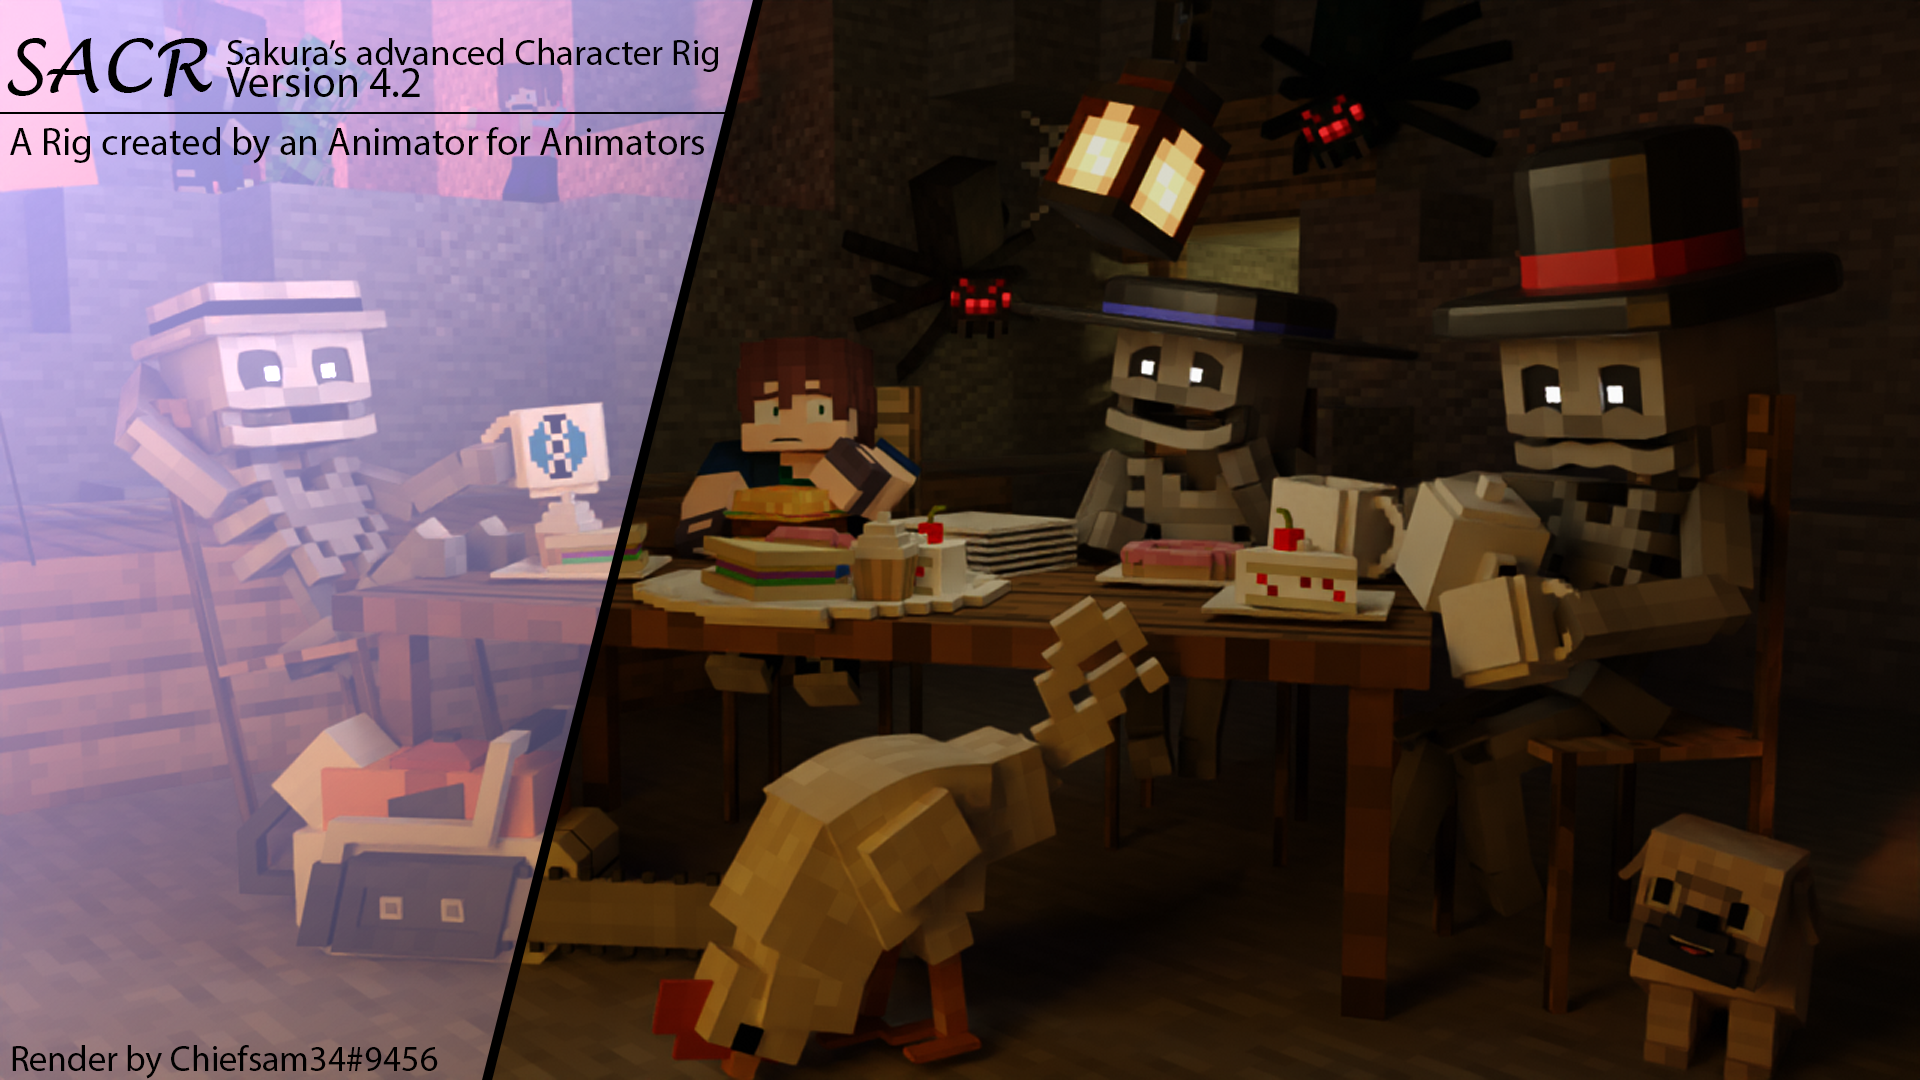 SACR
Sakura's advanced Character Rig
Version 4.2
A Rig created by an Animator for Animators
Render by Chiefsam34#9456